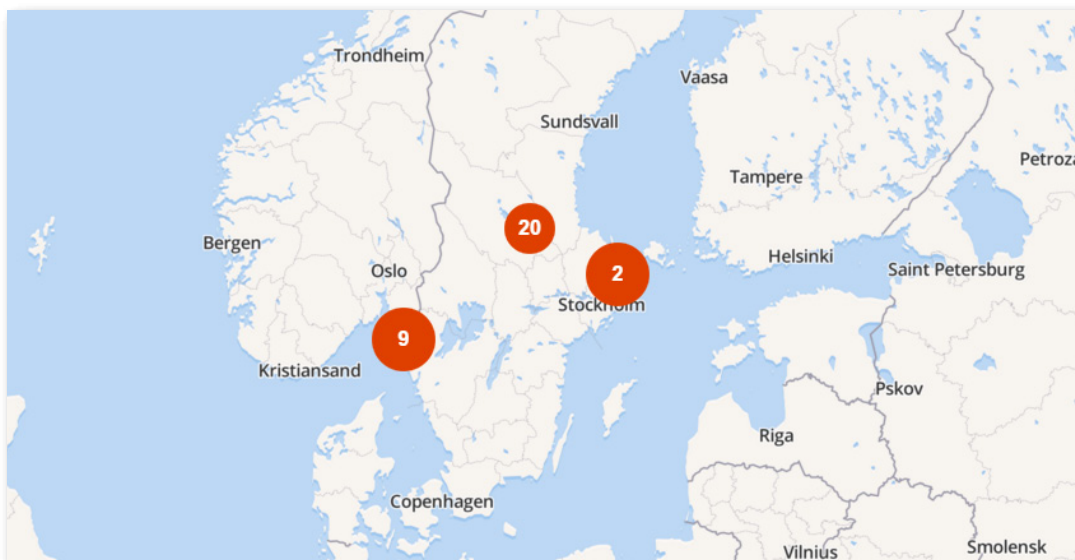 Trondheim
Vaasa
Sundsvall
Petroza
Tampere
20
Bergen
Helsinki
Oslo
2
Saint Petersburg
Stockholm
9
Kristiansand
Pskov
Riga
Copenhagen
Smolensk
Vilnius